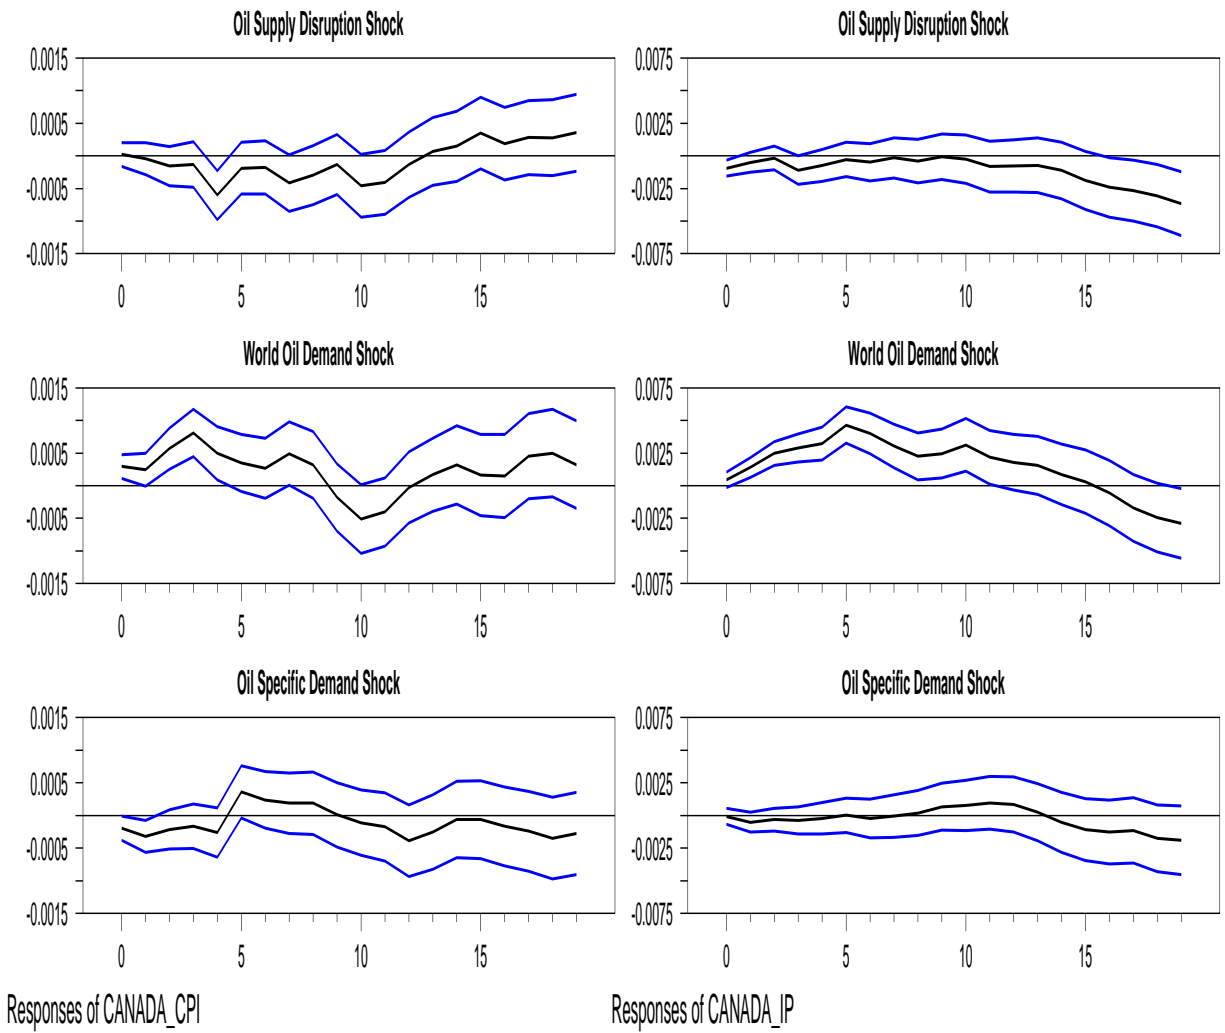 Oil Supply Disruption Shock
0.0015
0.0005
-0.0005
-0.0015
0 5 10 15
Oil Supply Disruption Shock
0.0075
0.0025
-0.0025
-0.0075
0 5 10 15
World Oil Demand Shock
0.0015
0.0005
-0.0005
-0.0015
0 5 10 15
World Oil Demand Shock
0.0075
0.0025
-0.0025
-0.0075
0 5 10 15
Oil Specific Demand Shock
0.0015
0.0005
-0.0005
-0.0015
0 5 10 15
Oil Specific Demand Shock
0.0075
0.0025
-0.0025
-0.0075
0 5 10 15
Responses of CANADA_CPI
Responses of CANADA_IP